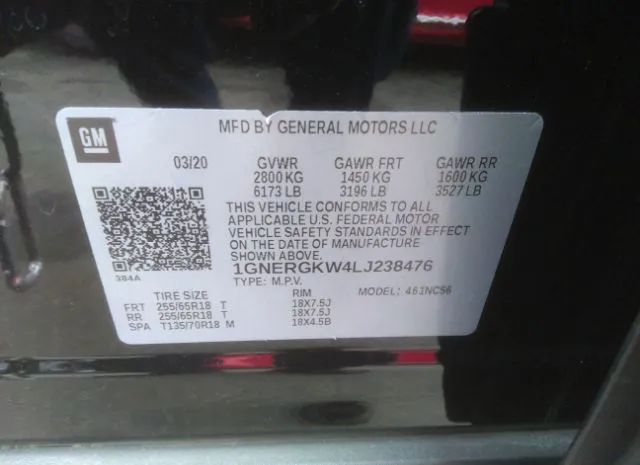 GM
MFD BY GENERAL MOTORS LLC
03/20 GVWR GAWR FRT GAWR RR
2800 KG 1450 KG 1600 KG
6173 LB 3196 LB 3527 LB
THIS VEHICLE CONFORMS TO ALL
APPLICABLE U.S. FEDERAL MOTOR
VEHICLE SAFETY STANDARDS IN
EFFECT ON THE DATE OF MANUFACTURE
SHOWN ABOVE.
1GNERGKW4LJ238476
384A
TYPE: M.P.V. MODEL: 461NC56
TIRE SIZE RIM
FRT 255/65R18 T 18X7.5J
RR 255/65R18 T 18X7.5J
SPA T135/70R18 M 18X4.5B